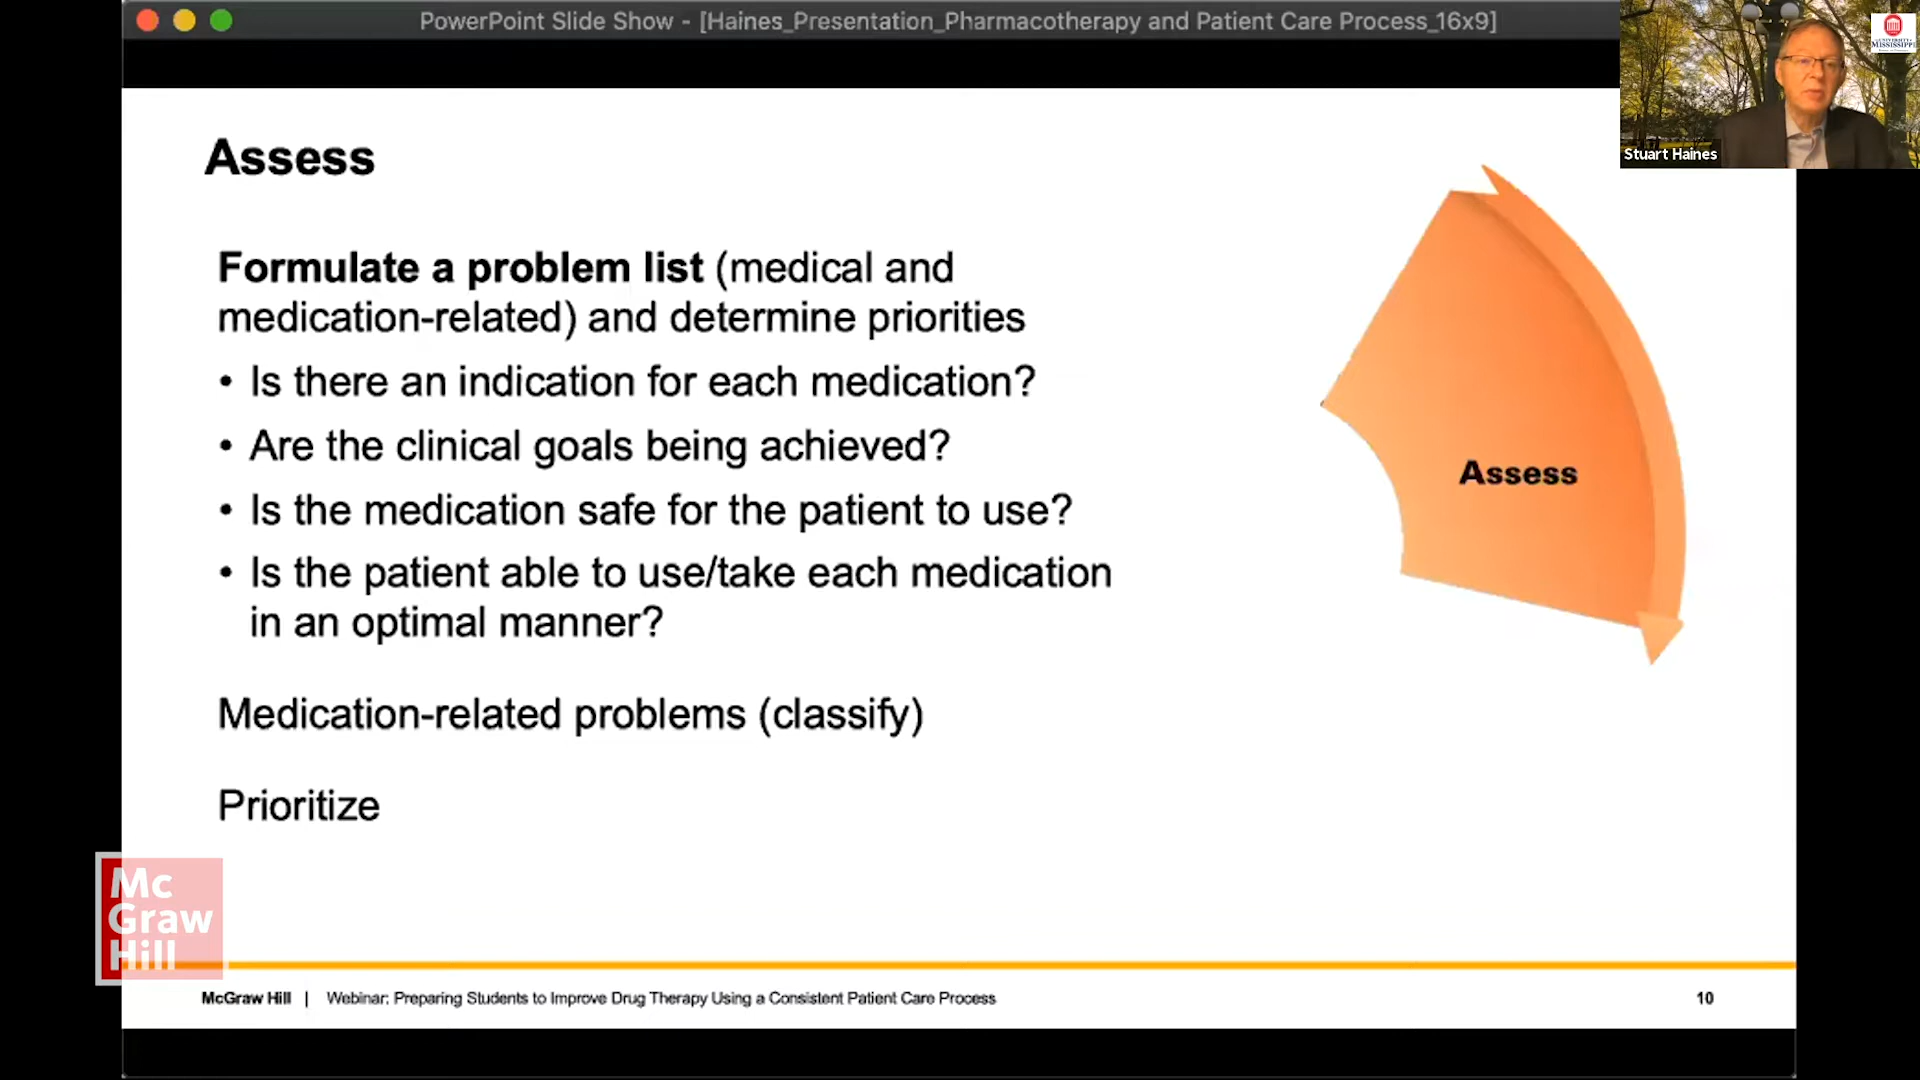 PowerPoint Slide Show - [Haines_Presentation_Pharmacotherapy and Patient Care Process_16x9]
MISSISSIPPI
Stuart Haines
Assess
Formulate a problem list (medical and
medication-related) and determine priorities
• Is there an indication for each medication?
• Are the clinical goals being achieved?
• Is the medication safe for the patient to use?
• Is the patient able to use/take each medication
in an optimal manner?
Medication-related problems (classify)
Prioritize
Assess
Mc
Graw
Hill
McGraw Hill | Webinar: Preparing Students to Improve Drug Therapy Using a Consistent Patient Care Process
10